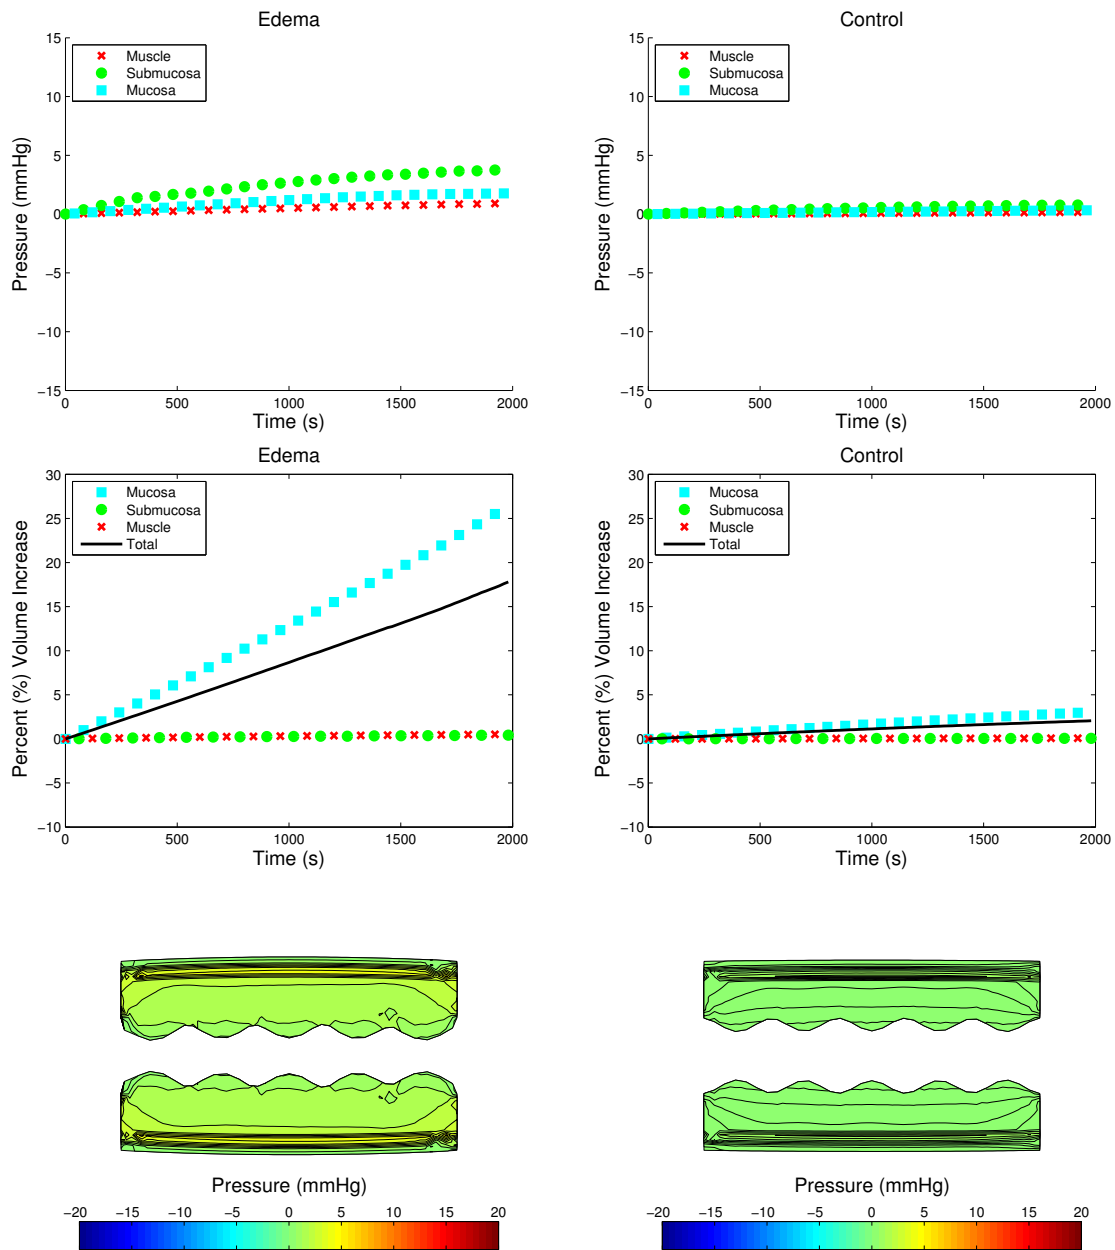 Edema
Control
15
10
5
0
−5
−10
−15
Pressure (mmHg)
Muscle
Submucosa
Mucosa
0
500
1000
1500
2000
Time (s)
15
10
5
0
−5
−10
−15
Pressure (mmHg)
Muscle
Submucosa
Mucosa
0
500
1000
1500
2000
Time (s)
Edema
Control
30
25
20
15
10
5
0
−5
−10
Percent (%) Volume Increase
Mucosa
Submucosa
Muscle
Total
0
500
1000
1500
2000
Time (s)
30
25
20
15
10
5
0
−5
−10
Percent (%) Volume Increase
Mucosa
Submucosa
Muscle
Total
0
500
1000
1500
2000
Time (s)
Pressure (mmHg)
−20 −15 −10 −5 0 5 10 15 20
Pressure (mmHg)
−20 −15 −10 −5 0 5 10 15 20